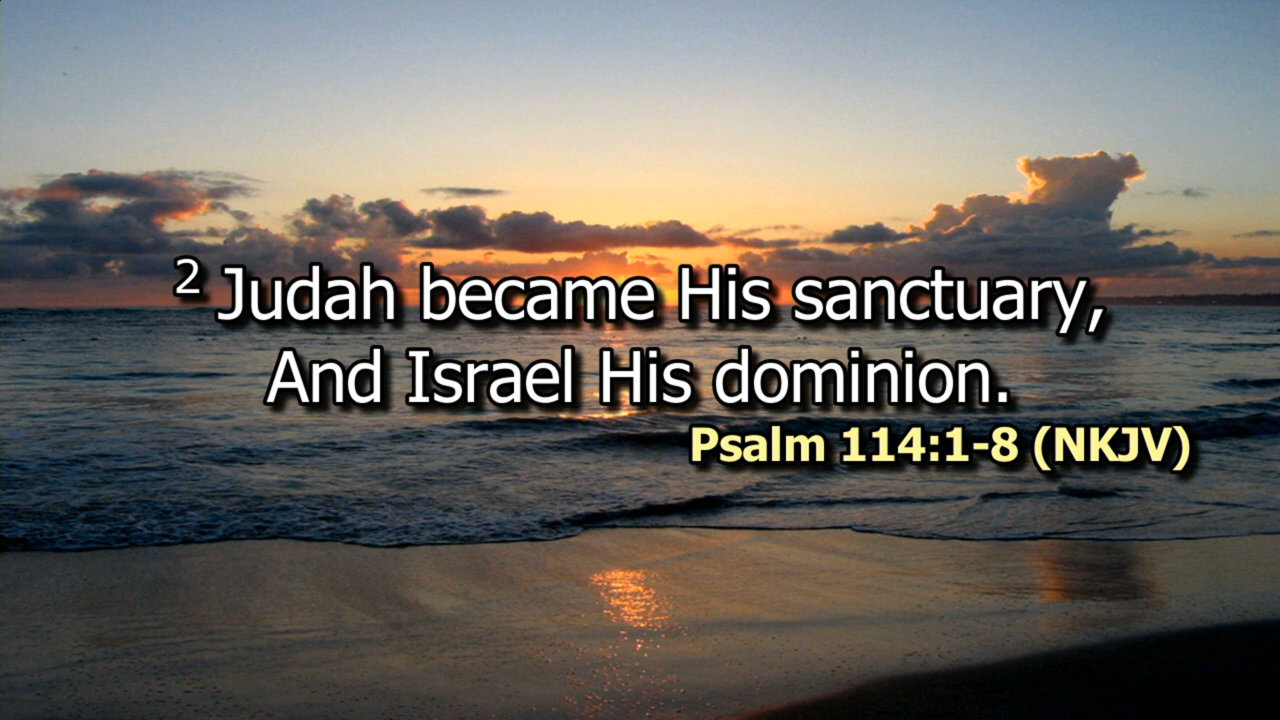 2 Judah became His sanctuary,
And Israel His dominion.
Psalm 114:1-8 (NKJV)